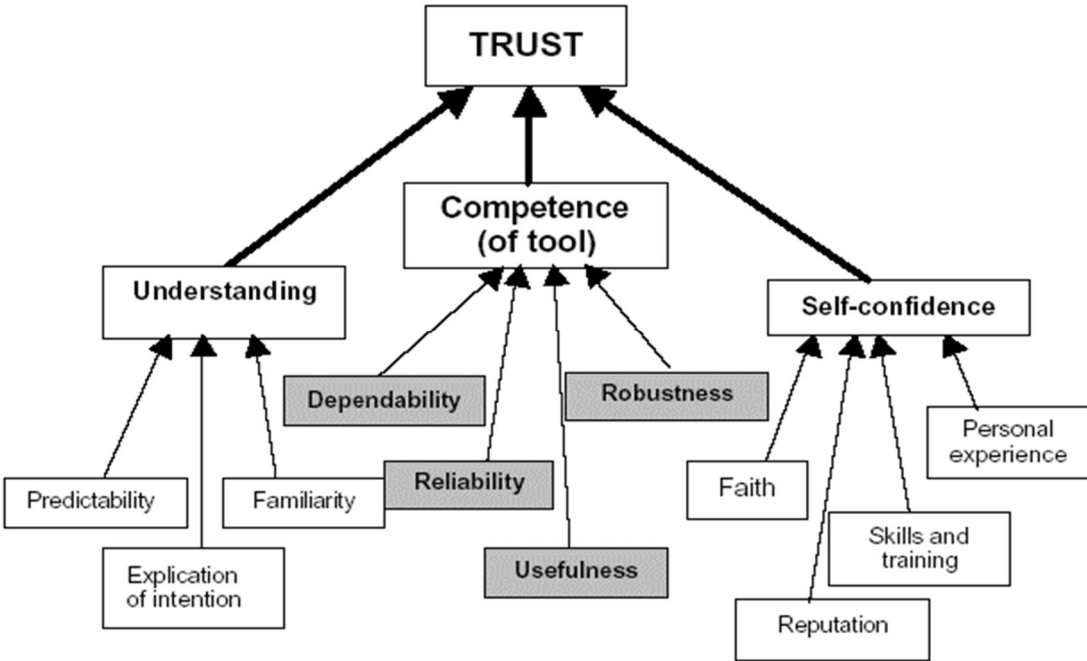 TRUST
Competence
(of tool)
Understanding
Self-confidence
Dependability
Robustness
Reliability
Usefulness
Predictability
Familiarity
Explication
of intention
Faith
Personal
experience
Skills and
training
Reputation